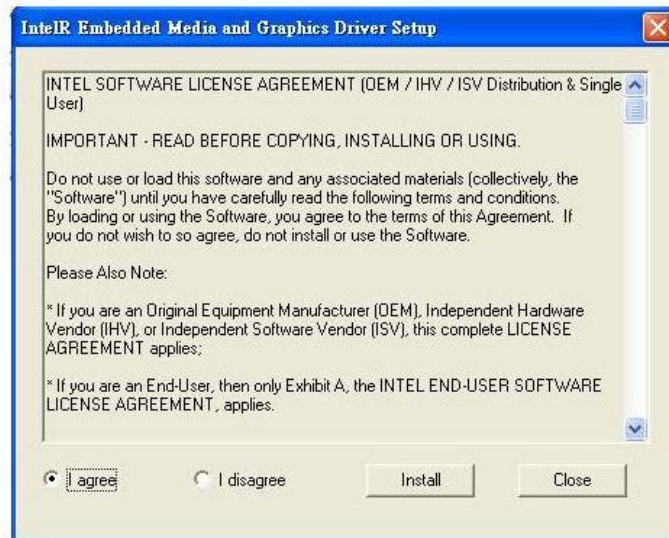 IntelR Embedded Media and Graphics Driver Setup
INTEL SOFTWARE LICENSE AGREEMENT (OEM / IHV / ISV Distribution & Single
User)
IMPORTANT - READ BEFORE COPYING, INSTALLING OR USING.
Do not use or load this software and any associated materials (collectively, the
"Software") until you have carefully read the following terms and conditions.
By loading or using the Software, you agree to the terms of this Agreement. If
you do not wish to so agree, do not install or use the Software.
Please Also Note:
* If you are an Original Equipment Manufacturer (OEM), Independent Hardware
Vendor (IHV), or Independent Software Vendor (ISV), this complete LICENSE
AGREEMENT applies;
* If you are an End-User, then only Exhibit A, the INTEL END-USER SOFTWARE
LICENSE AGREEMENT, applies.
I agree
I disagree
Install
Close